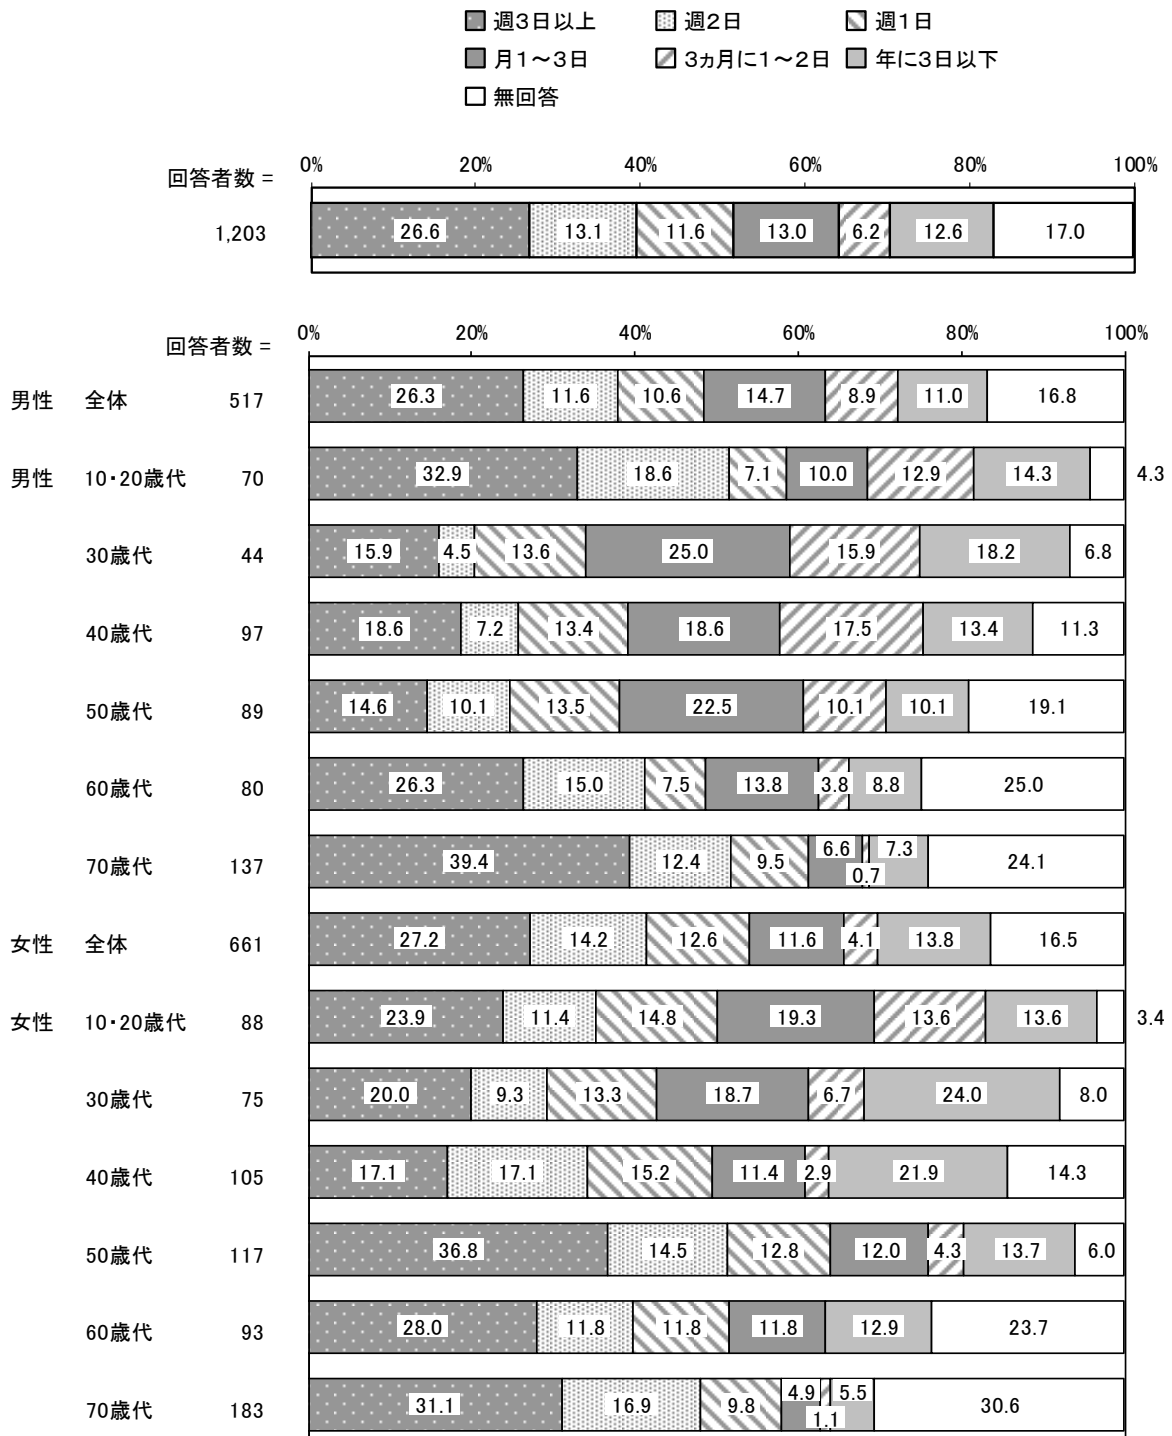 週3日以上 週2日 週1日
月1～3日 3ヵ月に1～2日 年に3日以下
無回答
0% 20% 40% 60% 80% 100%
回答者数 =
1,203 26.6 13.1 11.6 13.0 6.2 12.6 17.0
0% 20% 40% 60% 80% 100%
回答者数 =
男性 全体 517 26.3 11.6 10.6 14.7 8.9 11.0 16.8
男性 10・20歳代 70 32.9 18.6 7.1 10.0 12.9 14.3 4.3
30歳代 44 15.9 4.5 13.6 25.0 15.9 18.2 6.8
40歳代 97 18.6 7.2 13.4 18.6 17.5 13.4 11.3
50歳代 89 14.6 10.1 13.5 22.5 10.1 10.1 19.1
60歳代 80 26.3 15.0 7.5 13.8 3.8 8.8 25.0
70歳代 137 39.4 12.4 9.5 6.6 0.7 7.3 24.1
女性 全体 661 27.2 14.2 12.6 11.6 4.1 13.8 16.5
女性 10・20歳代 88 23.9 11.4 14.8 19.3 13.6 13.6 3.4
30歳代 75 20.0 9.3 13.3 18.7 6.7 24.0 8.0
40歳代 105 17.1 17.1 15.2 11.4 2.9 21.9 14.3
50歳代 117 36.8 14.5 12.8 12.0 4.3 13.7 6.0
60歳代 93 28.0 11.8 11.8 11.8 12.9 23.7
70歳代 183 31.1 16.9 9.8 4.9 1.1 5.5 30.6